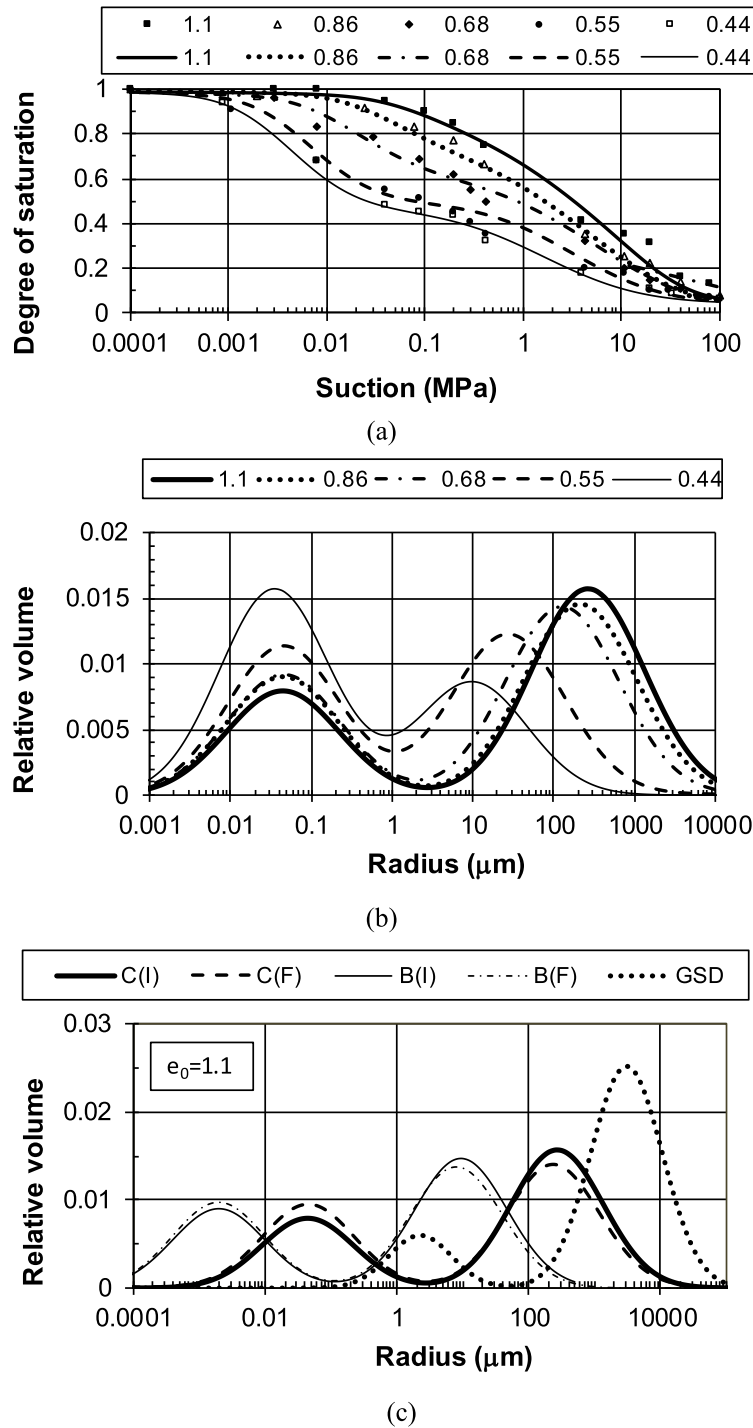 1.1 0.86 0.68 0.55 0.44
1.1 0.86 0.68 0.55 0.44
Degree of saturation
1
0.8
0.6
0.4
0.2
0
0.0001 0.001 0.01 0.1 1 10 100
Suction (MPa)
(a)
1.1 0.86 0.68 0.55 0.44
Relative volume
0.02
0.015
0.01
0.005
0
0.001 0.01 0.1 1 10 100 1000 10000
Radius (μm)
(b)
C(I) C(F) B(I) B(F) GSD
Relative volume
0.03
e0=1.1
0.02
0.01
0
0.0001 0.01 1 100 10000
Radius (μm)
(c)